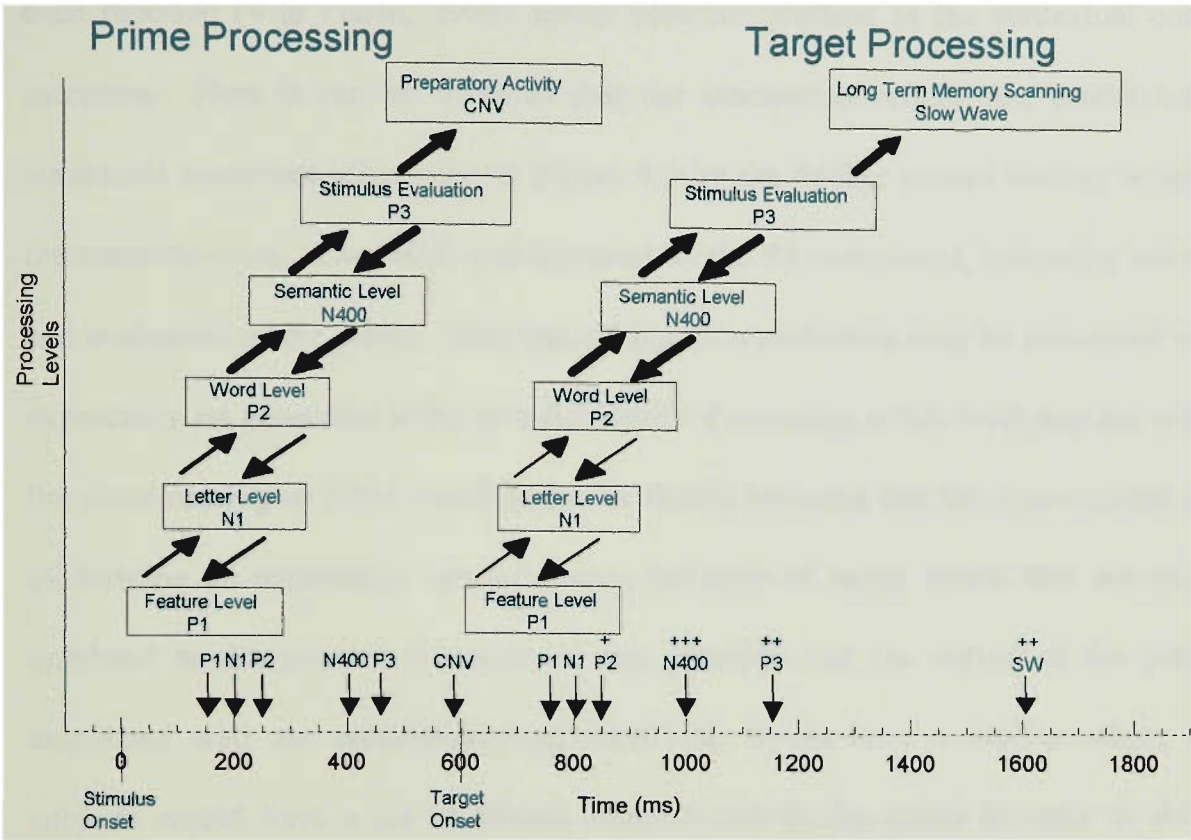 Prime Processing
Target Processing
Preparatory Activity
CNV
Long Term Memory Scanning
Slow Wave
Stimulus Evaluation
P3
Stimulus Evaluation
P3
Semantic Level
N400
Semantic Level
N400
Processing
Levels
Word Level
P2
Word Level
P2
Letter Level
N1
Letter Level
N1
Feature Level
P1
Feature Level
P1
+ +++ ++ ++
P1 N1 P2 N400 P3 CNV P1 N1 P2 N400 P3 SW
0 200 400 600 800 1000 1200 1400 1600 1800
Stimulus
Onset
Target
Onset
Time (ms)